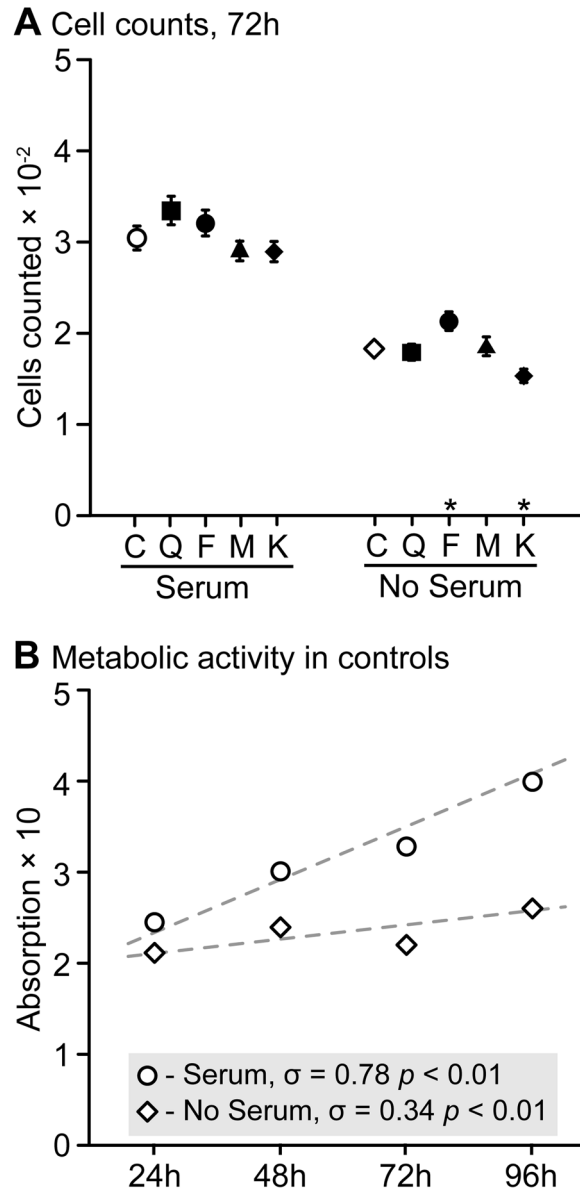 A Cell counts, 72h
5
4
3
2
1
0
Cells counted × 10-2
* *
C Q F M K C Q F M K
Serum No Serum
B Metabolic activity in controls
5
4
3
2
1
0
Absorption × 10
- Serum, σ = 0.78 p < 0.01
- No Serum, σ = 0.34 p < 0.01
24h 48h 72h 96h